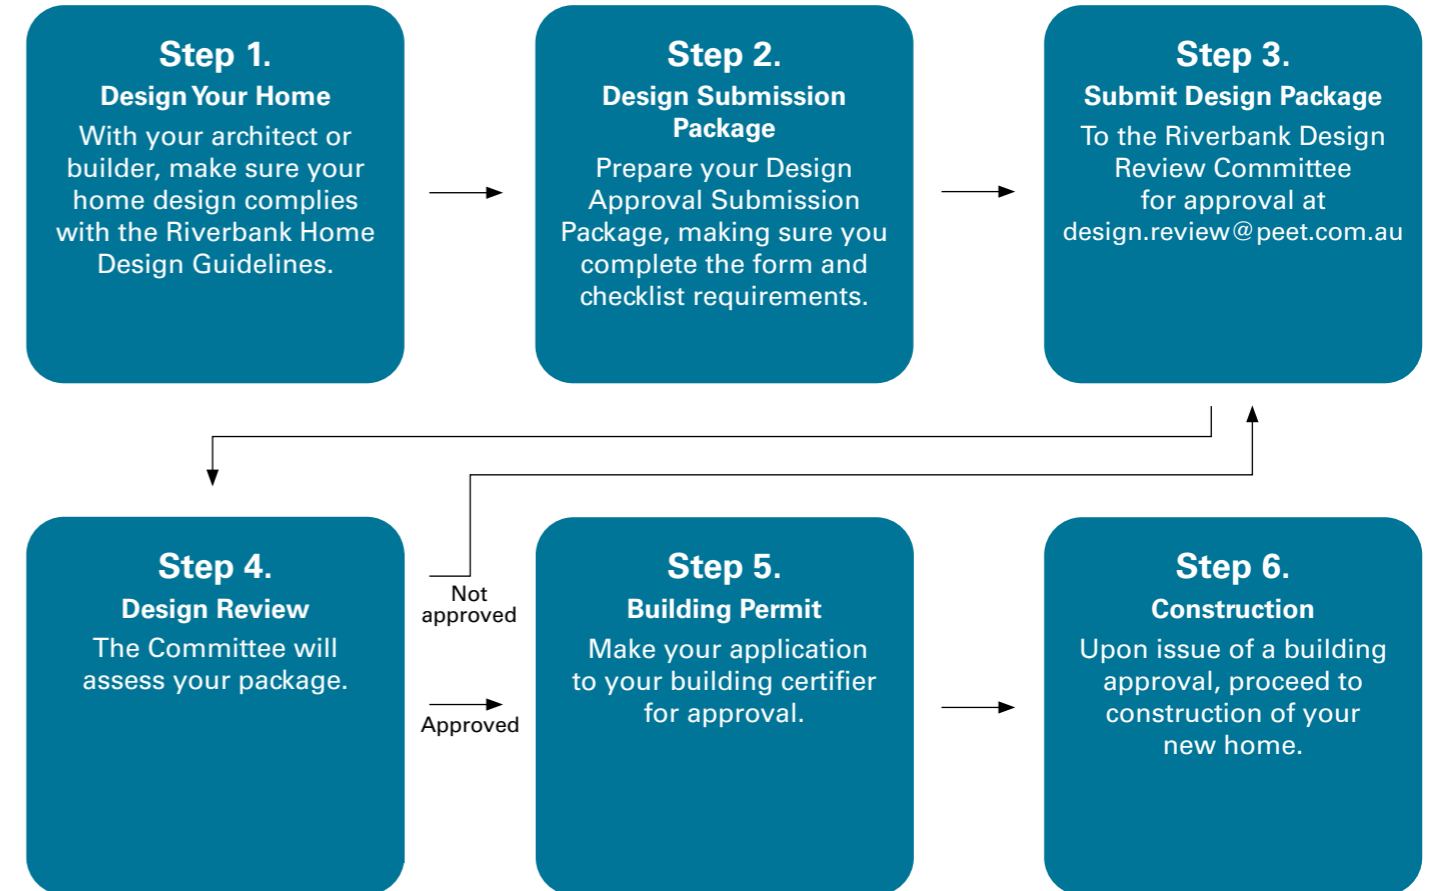 Step 1.
Design Your Home
With your architect or
builder, make sure your
home design complies
with the Riverbank Home
Design Guidelines.
Step 2.
Design Submission
Package
Prepare your Design
Approval Submission
Package, making sure you
complete the form and
checklist requirements.
Step 3.
Submit Design Package
To the Riverbank Design
Review Committee
for approval at
design.review@peet.com.au
Step 4.
Design Review
The Committee will
assess your package.
Not
approved
Approved
Step 5.
Building Permit
Make your application
to your building certifier
for approval.
Step 6.
Construction
Upon issue of a building
approval, proceed to
construction of your
new home.